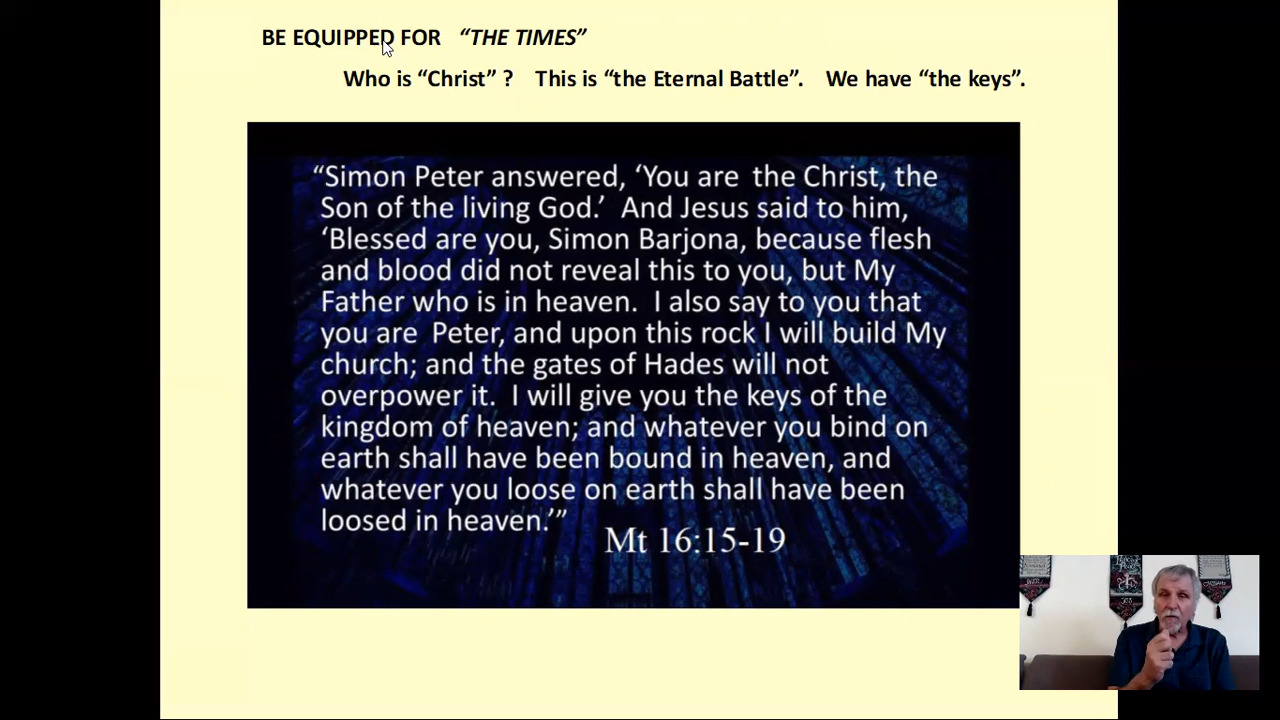 BE EQUIPPED FOR “THE TIMES”
Who is “Christ” ? This is “the Eternal Battle”. We have “the keys”.
“Simon Peter answered, ‘You are the Christ, the
Son of the living God.’ And Jesus said to him,
‘Blessed are you, Simon Barjona, because flesh
and blood did not reveal this to you, but My
Father who is in heaven. I also say to you that
you are Peter, and upon this rock I will build My
church; and the gates of Hades will not
overpower it. I will give you the keys of the
kingdom of heaven; and whatever you bind on
earth shall have been bound in heaven, and
whatever you loose on earth shall have been
loosed in heaven.’”
Mt 16:15-19